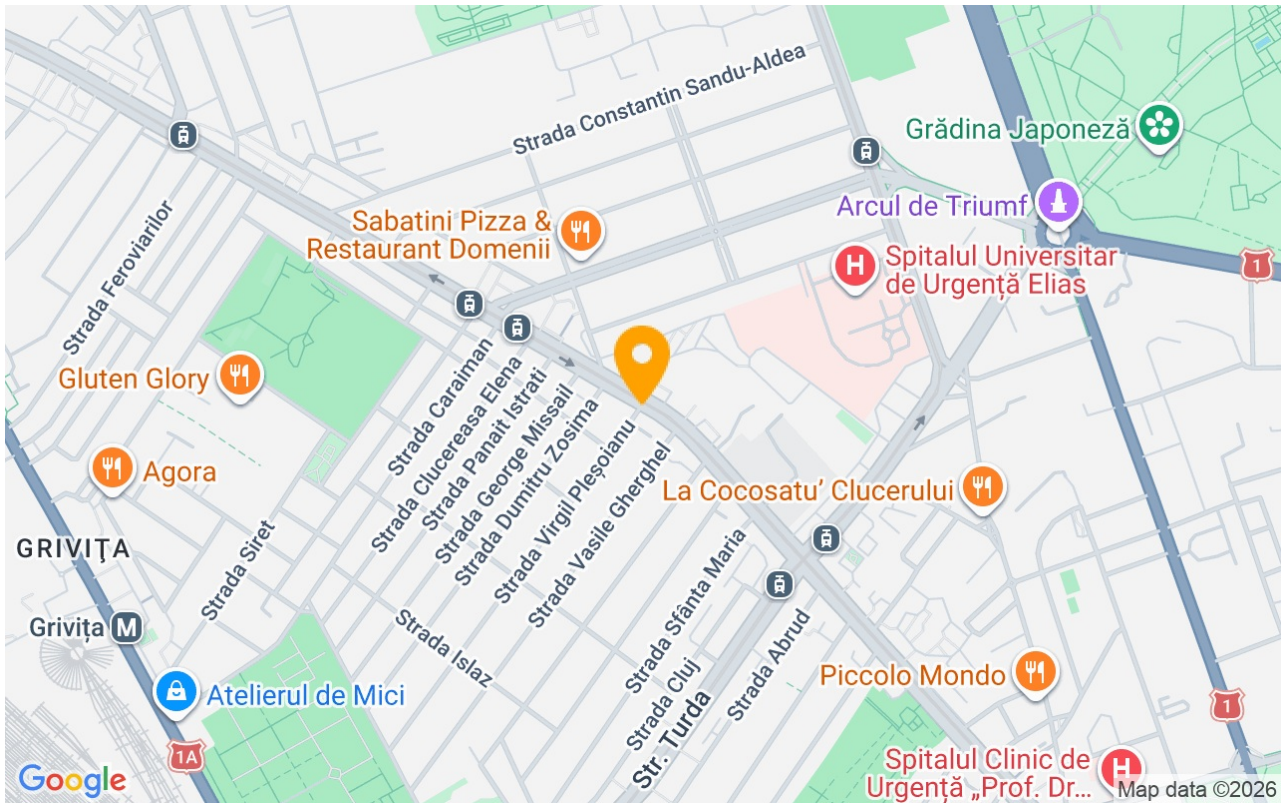 Strada Constantin Sandu-Aldea
Grădina Japoneză
Strada Feroviarilor
Sabatini Pizza &
Restaurant Domenii
Arcul de Triumf
H
Spitalul Universitar
de Urgență Elias
1
Gluten Glory
Strada Caraiman
Strada Clucereasa Elena
Strada Panait Istrati
Strada George Missail
Strada Dumitru Zosima
Strada Virgil Pleșoianu
Strada Vasile Gherghel
Agora
La Cocosatu’ Clucerului
GRIVIȚA
Strada Siret
Strada Islaz
Strada Sfânta Maria
Grivița M
Strada Cluj
Str. Turda
Strada Abrud
Piccolo Mondo
Atelierul de Mici
1
1A
Spitalul Clinic de
Urgență „Prof. Dr...
H
Google
Map data ©2026